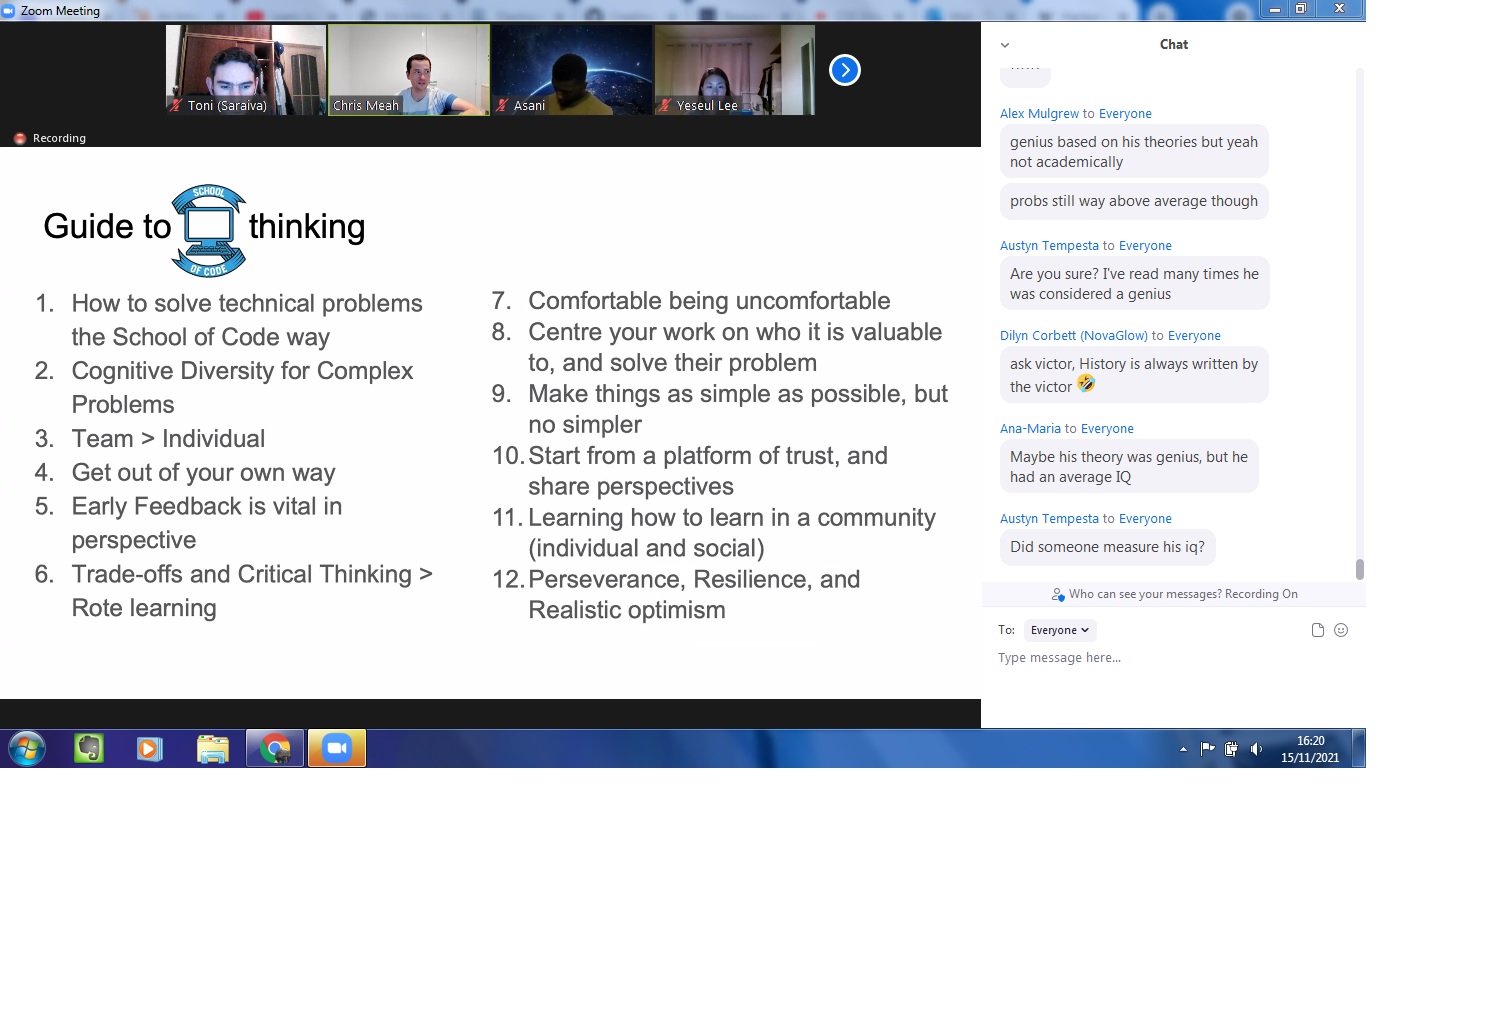 Zoom Meeting
Toni (Saraiva)
Chris Meah
Asani
Yeseul Lee
Recording
Guide to
SCHOOL
OF CODE
thinking
1. How to solve technical problems
the School of Code way
2. Cognitive Diversity for Complex
Problems
3. Team > Individual
4. Get out of your own way
5. Early Feedback is vital in
perspective
6. Trade-offs and Critical Thinking >
Rote learning
7. Comfortable being uncomfortable
8. Centre your work on who it is valuable
to, and solve their problem
9. Make things as simple as possible, but
no simpler
10. Start from a platform of trust, and
share perspectives
11. Learning how to learn in a community
(individual and social)
12. Perseverance, Resilience, and
Realistic optimism
Chat
Alex Mulgrew to Everyone
genius based on his theories but yeah
not academically
probs still way above average though
Austyn Tempesta to Everyone
Are you sure? I've read many times he
was considered a genius
Dilyn Corbett (NovaGlow) to Everyone
ask victor, History is always written by
the victor 🤣
Ana-Maria to Everyone
Maybe his theory was genius, but he
had an average IQ
Austyn Tempesta to Everyone
Did someone measure his iq?
Who can see your messages? Recording On
To: Everyone
Type message here...
16:20
15/11/2021